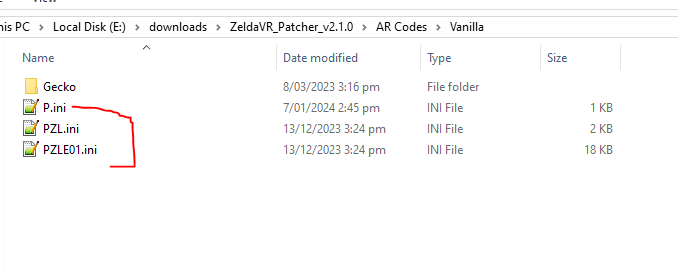 his PC > Local Disk (E:) > downloads > ZeldaVR_Patcher_v2.1.0 > AR Codes > Vanilla
Name Date modified Type Size
Gecko 8/03/2023 3:16 pm File folder
P.ini 7/01/2024 2:45 pm INI File 1 KB
PZL.ini 13/12/2023 3:24 pm INI File 2 KB
PZLE01.ini 13/12/2023 3:24 pm INI File 18 KB